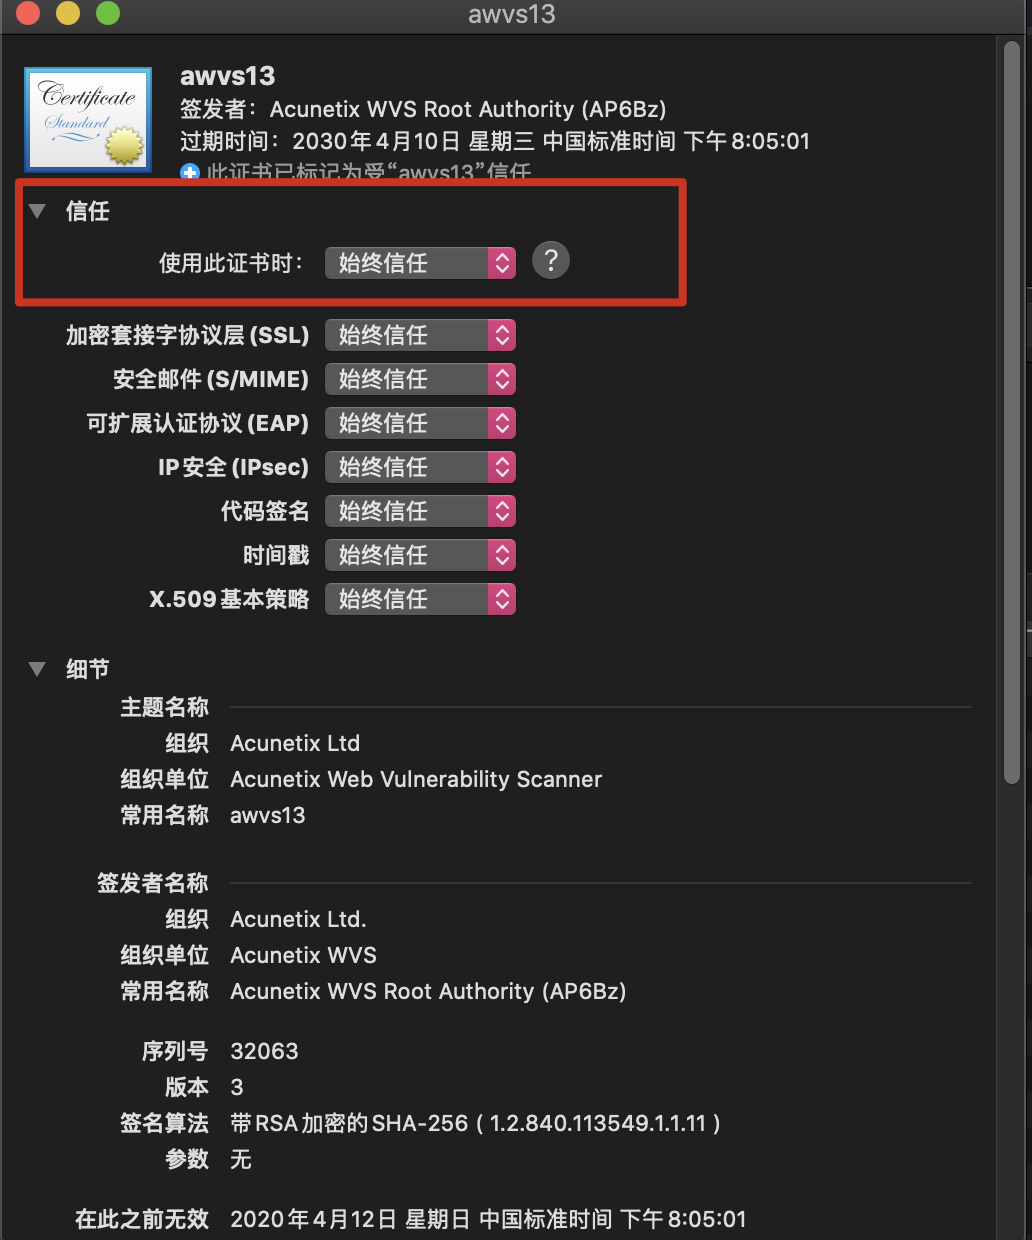 awvs13
Certificate
Standard
awvs13
签发者：Acunetix WVS Root Authority (AP6Bz)
过期时间：2030年4月10日 星期三 中国标准时间 下午8:05:01
此证书已标记为受“awvs13”信任
信任
使用此证书时： 始终信任 ?
加密套接字协议层 (SSL) 始终信任
安全邮件 (S/MIME) 始终信任
可扩展认证协议 (EAP) 始终信任
IP 安全 (IPsec) 始终信任
代码签名 始终信任
时间戳 始终信任
X.509 基本策略 始终信任
细节
主题名称
组织 Acunetix Ltd
组织单位 Acunetix Web Vulnerability Scanner
常用名称 awvs13
签发者名称
组织 Acunetix Ltd.
组织单位 Acunetix WVS
常用名称 Acunetix WVS Root Authority (AP6Bz)
序列号 32063
版本 3
签名算法 带 RSA 加密的 SHA-256 ( 1.2.840.113549.1.1.11 )
参数 无
在此之前无效 2020年4月12日 星期日 中国标准时间 下午8:05:01